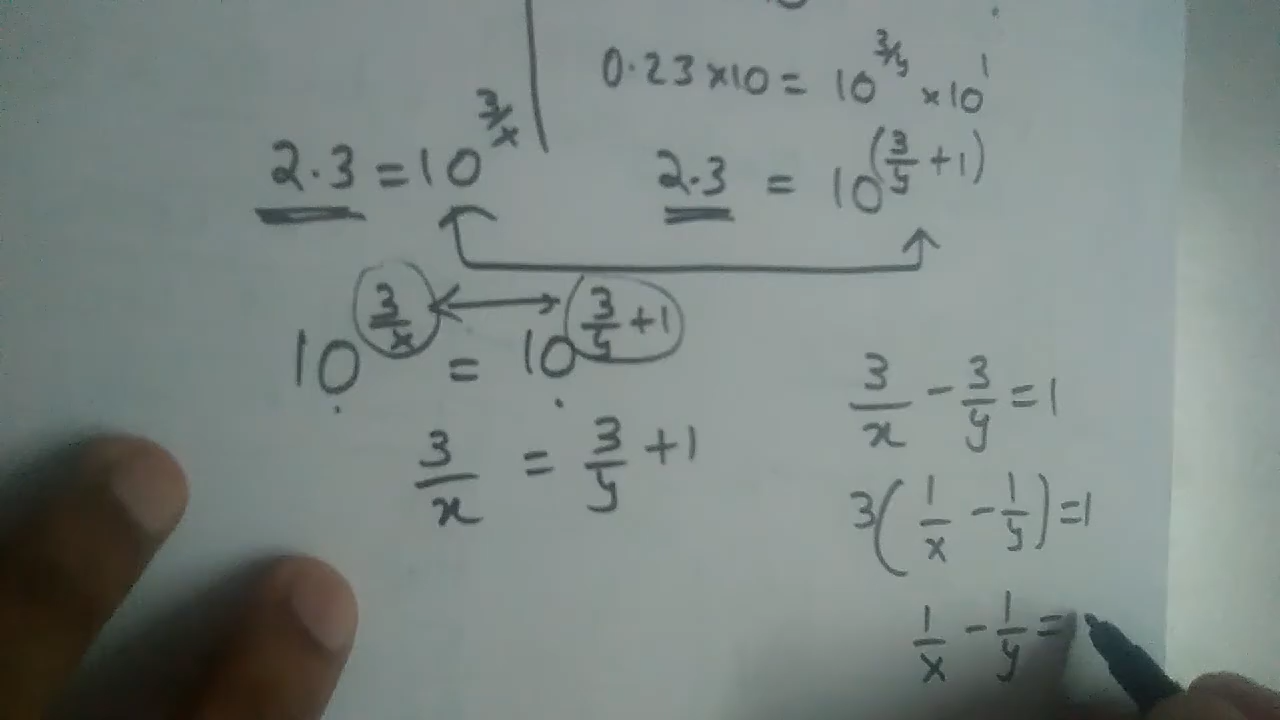 0.23×10 = 10^{3/y} ×10^1
2.3 = 10^{3/x}
2.3 = 10^{(3/y +1)}
10^{3/x} = 10^{3/y +1}
3/x = 3/y +1
3/x - 3/y = 1
3(1/x - 1/y) = 1
1/x - 1/y =